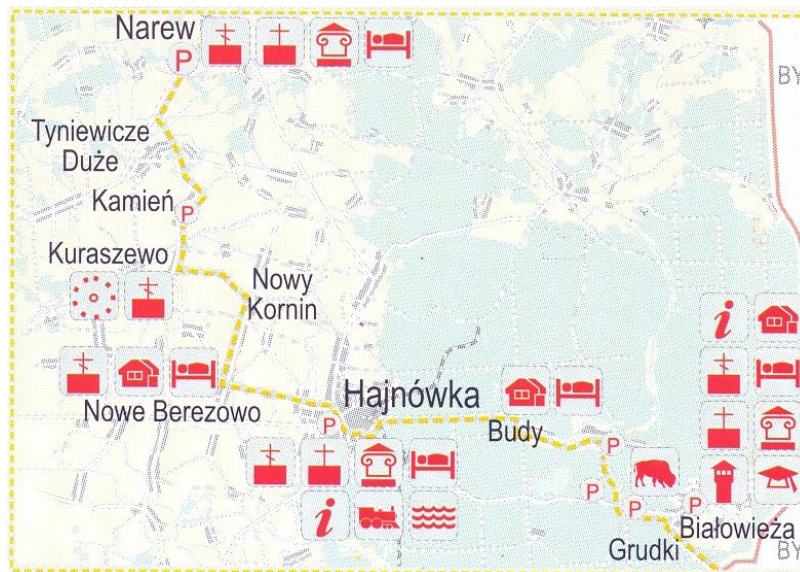 Narew
P
BY
Tyniewicze
Duże
Kamień
P
Kuraszewo
Nowy
Kornin
i
Hajnówka
Nowe Berezowo
P
Budy
P
P
P
P
i
Białowieża
Grudki
BY